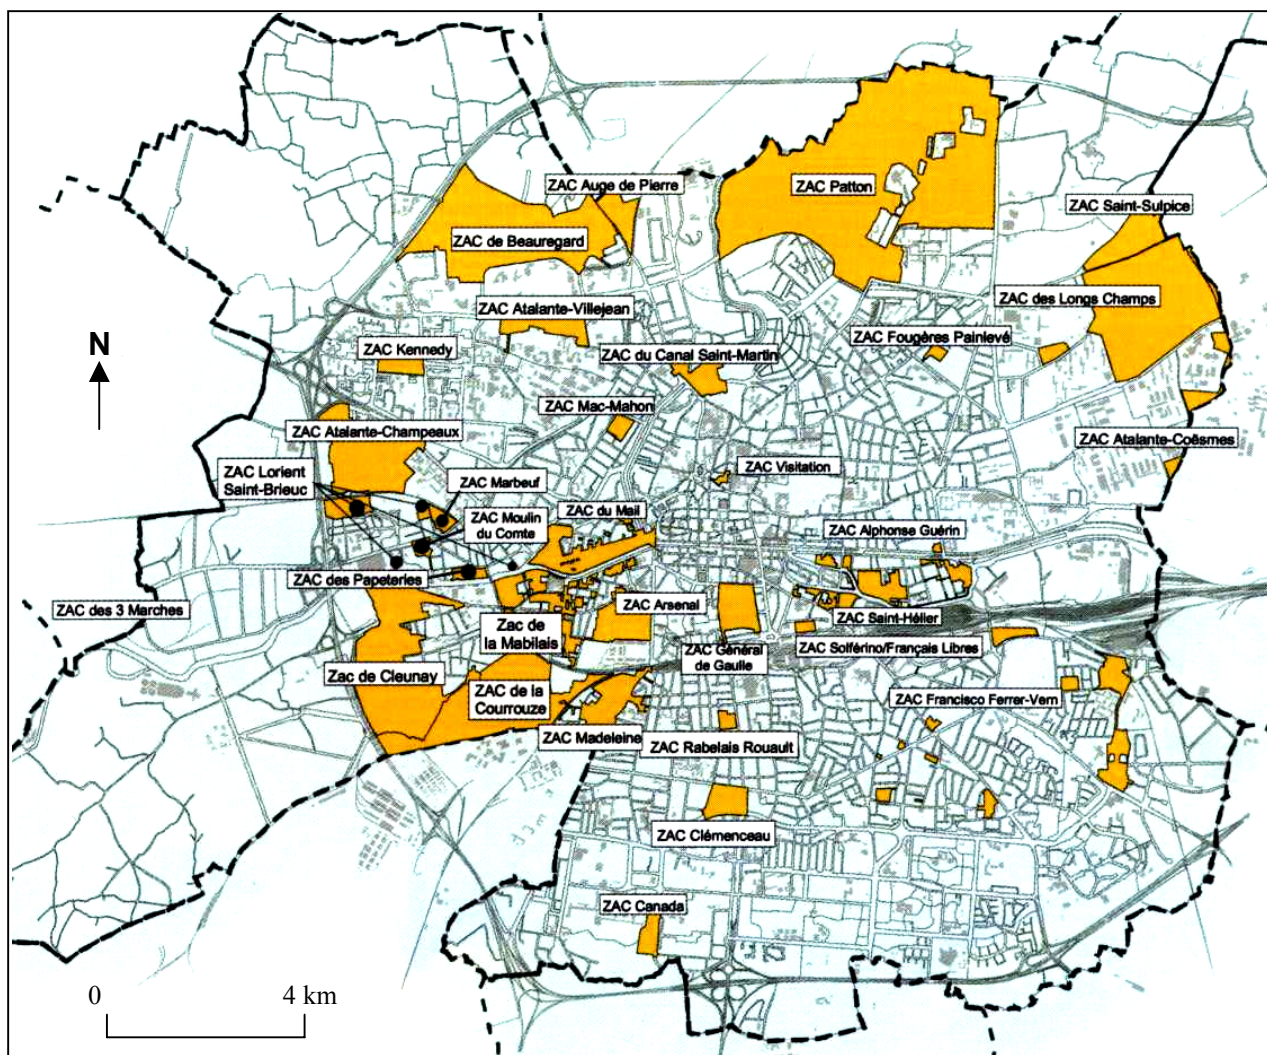 ZAC Auge de Pierre
ZAC Patton
ZAC Saint-Sulpice
ZAC de Beauregard
ZAC des Longs Champs
ZAC Atalante-Villejean
ZAC Fougères Painlevé
N
ZAC Kennedy
ZAC du Canal Saint-Martin
ZAC Mac-Mahon
ZAC Atalante-Champeaux
ZAC Atalante-Coësmes
ZAC Lorient
Saint-Brieuc
ZAC Marbeuf
ZAC Visitation
ZAC Moulin
du Comte
ZAC du Mail
ZAC Alphonse Guérin
ZAC des Papeteries
ZAC des 3 Marches
ZAC Arsenal
ZAC Saint-Hélier
Zac de
la Mabilais
ZAC Général
de Gaulle
ZAC Solférino/Français Libres
Zac de Cleunay
ZAC de la
Courrouze
ZAC Francisco Ferrer-Vern
ZAC Madeleine
ZAC Rabelais Rouault
ZAC Clémenceau
ZAC Canada
0 4 km